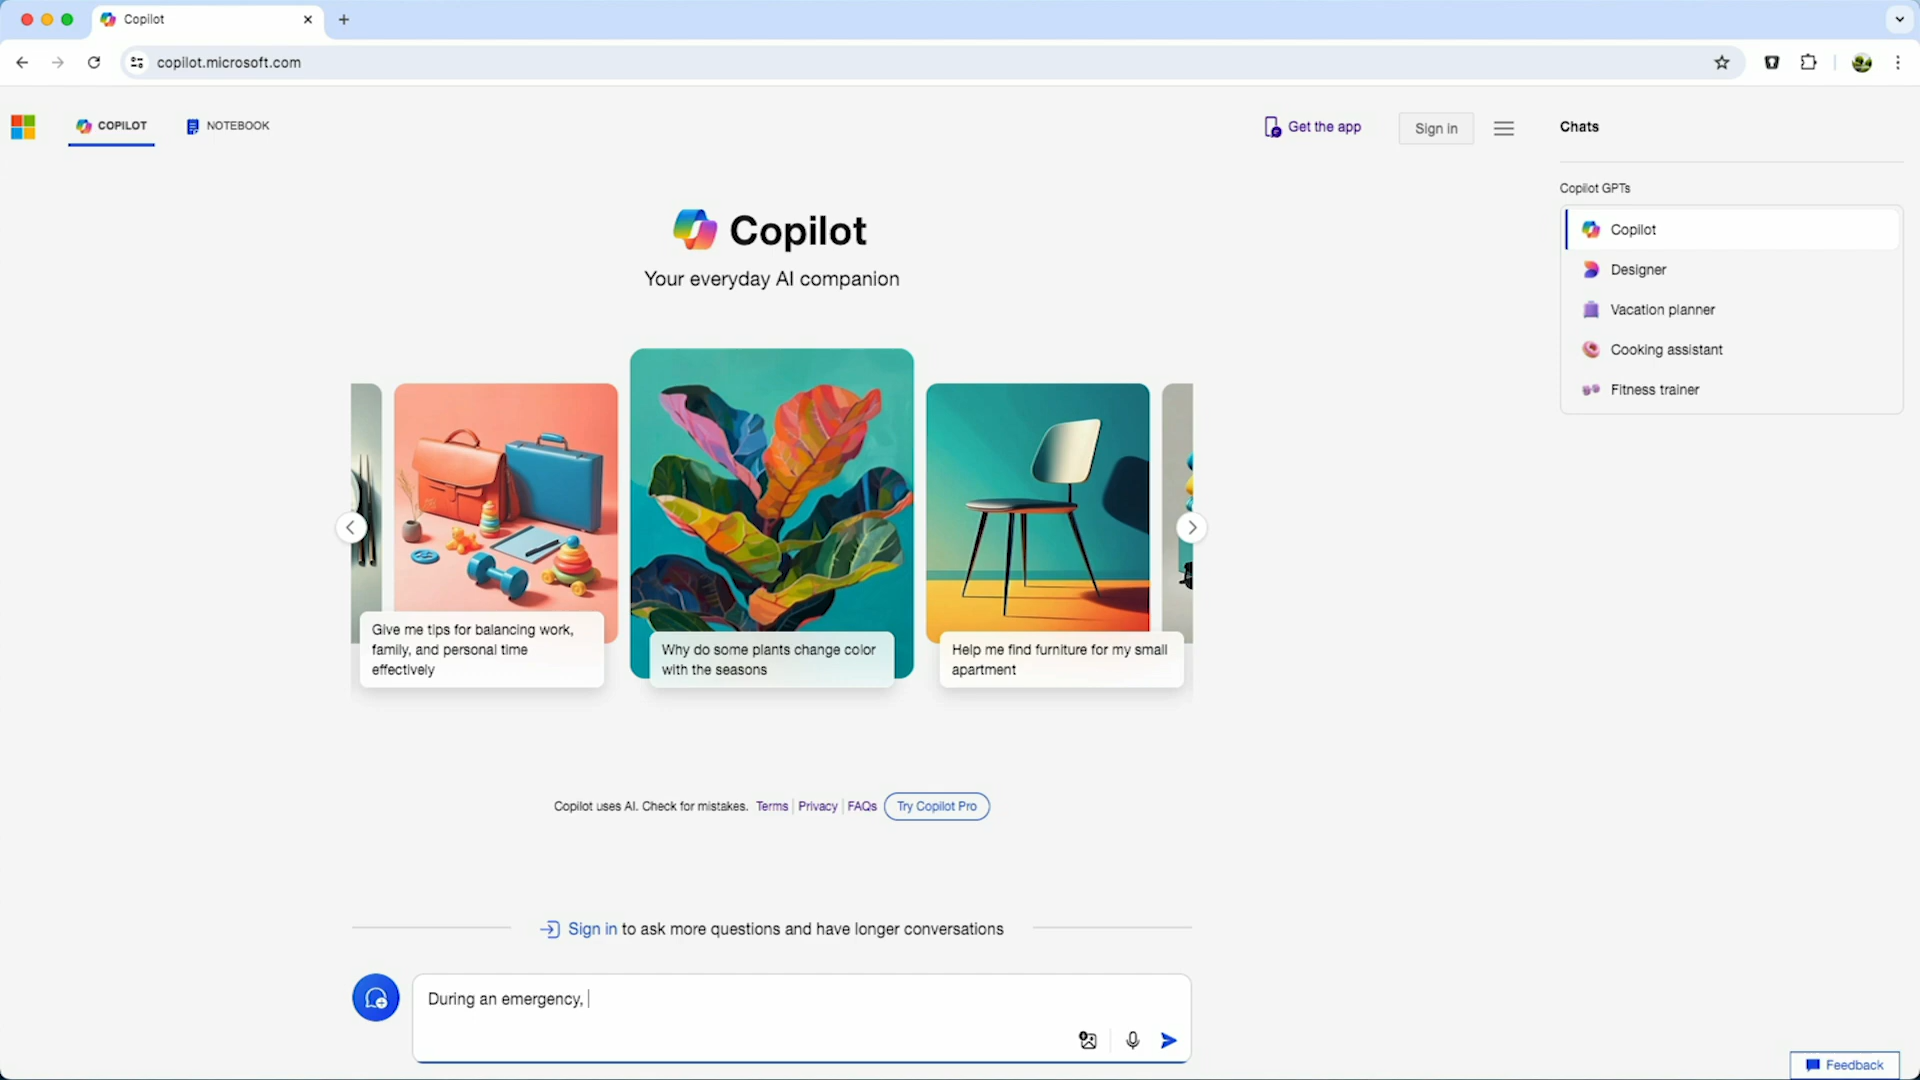 Copilot
copilot.microsoft.com
COPILOT
NOTEBOOK
Get the app
Sign in
Chats
Copilot GPTs
Copilot
Designer
Vacation planner
Cooking assistant
Fitness trainer
Copilot
Your everyday AI companion
Give me tips for balancing work,
family, and personal time
effectively
Why do some plants change color
with the seasons
Help me find furniture for my small
apartment
Copilot uses AI. Check for mistakes. Terms Privacy FAQs Try Copilot Pro
Sign in to ask more questions and have longer conversations
During an emergency,
Feedback